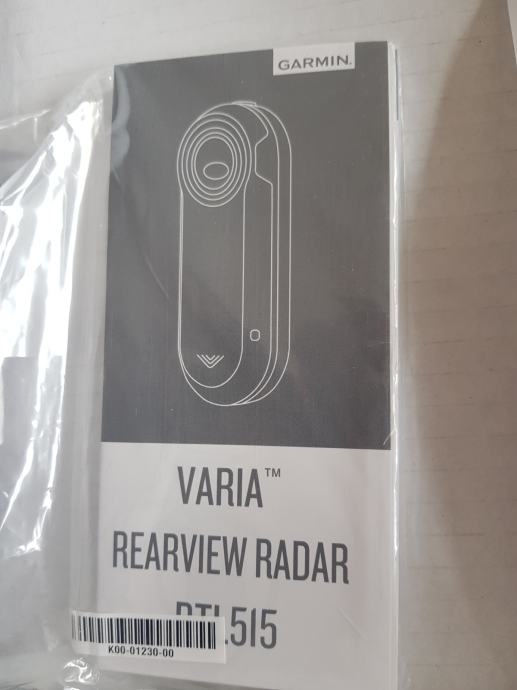 GARMIN.
VARIA™
REARVIEW RADAR
RTL515
K00-01230-00